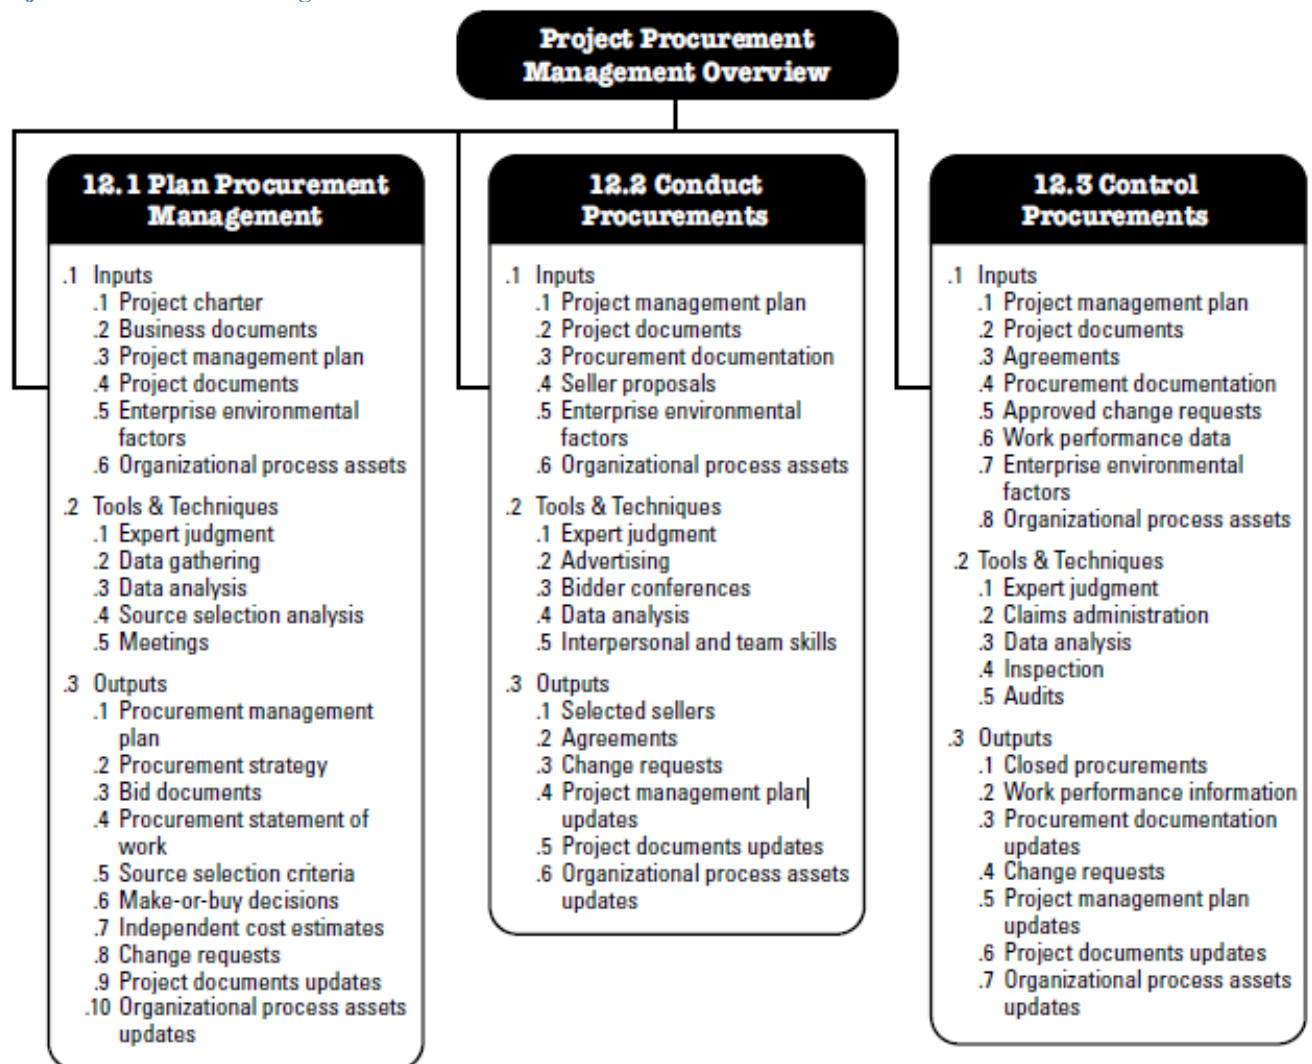 Project Procurement
Management Overview
12.1 Plan Procurement
Management
.1 Inputs
.1 Project charter
.2 Business documents
.3 Project management plan
.4 Project documents
.5 Enterprise environmental
factors
.6 Organizational process assets
.2 Tools & Techniques
.1 Expert judgment
.2 Data gathering
.3 Data analysis
.4 Source selection analysis
.5 Meetings
.3 Outputs
.1 Procurement management
plan
.2 Procurement strategy
.3 Bid documents
.4 Procurement statement of
work
.5 Source selection criteria
.6 Make-or-buy decisions
.7 Independent cost estimates
.8 Change requests
.9 Project documents updates
.10 Organizational process assets
updates
12.2 Conduct
Procurements
.1 Inputs
.1 Project management plan
.2 Project documents
.3 Procurement documentation
.4 Seller proposals
.5 Enterprise environmental
factors
.6 Organizational process assets
.2 Tools & Techniques
.1 Expert judgment
.2 Advertising
.3 Bidder conferences
.4 Data analysis
.5 Interpersonal and team skills
.3 Outputs
.1 Selected sellers
.2 Agreements
.3 Change requests
.4 Project management plan
updates
.5 Project documents updates
.6 Organizational process assets
updates
12.3 Control
Procurements
.1 Inputs
.1 Project management plan
.2 Project documents
.3 Agreements
.4 Procurement documentation
.5 Approved change requests
.6 Work performance data
.7 Enterprise environmental
factors
.8 Organizational process assets
.2 Tools & Techniques
.1 Expert judgment
.2 Claims administration
.3 Data analysis
.4 Inspection
.5 Audits
.3 Outputs
.1 Closed procurements
.2 Work performance information
.3 Procurement documentation
updates
.4 Change requests
.5 Project management plan
updates
.6 Project documents updates
.7 Organizational process assets
updates